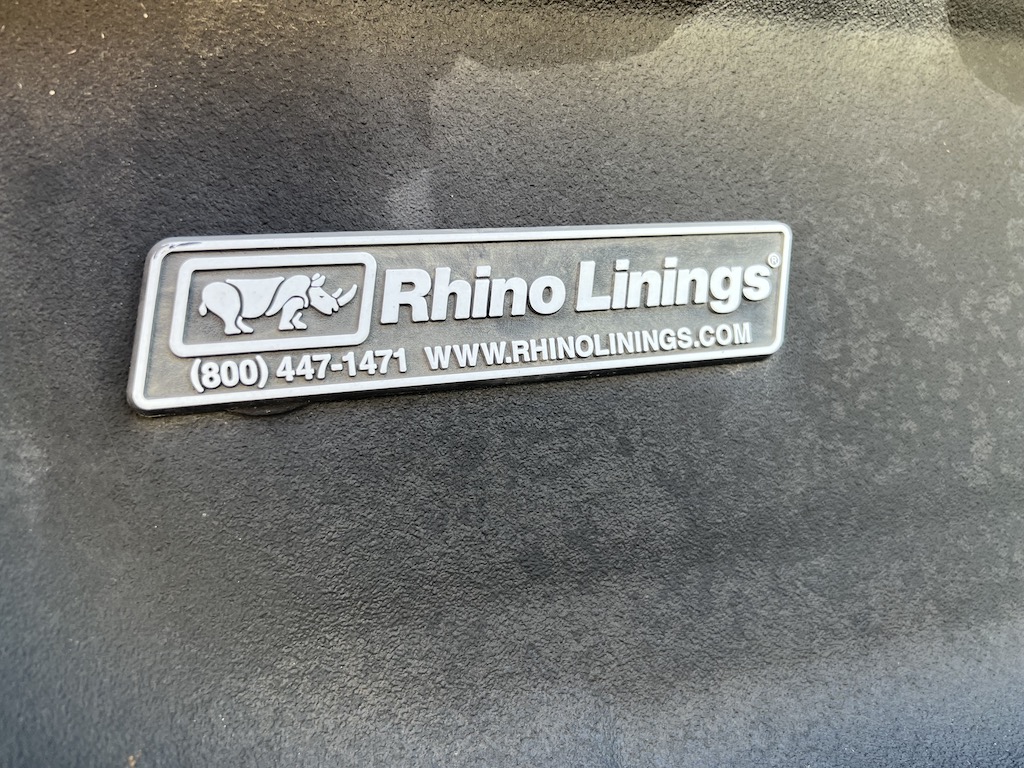 Rhino Linings®
(800) 447-1471 WWW.RHINOLININGS.COM